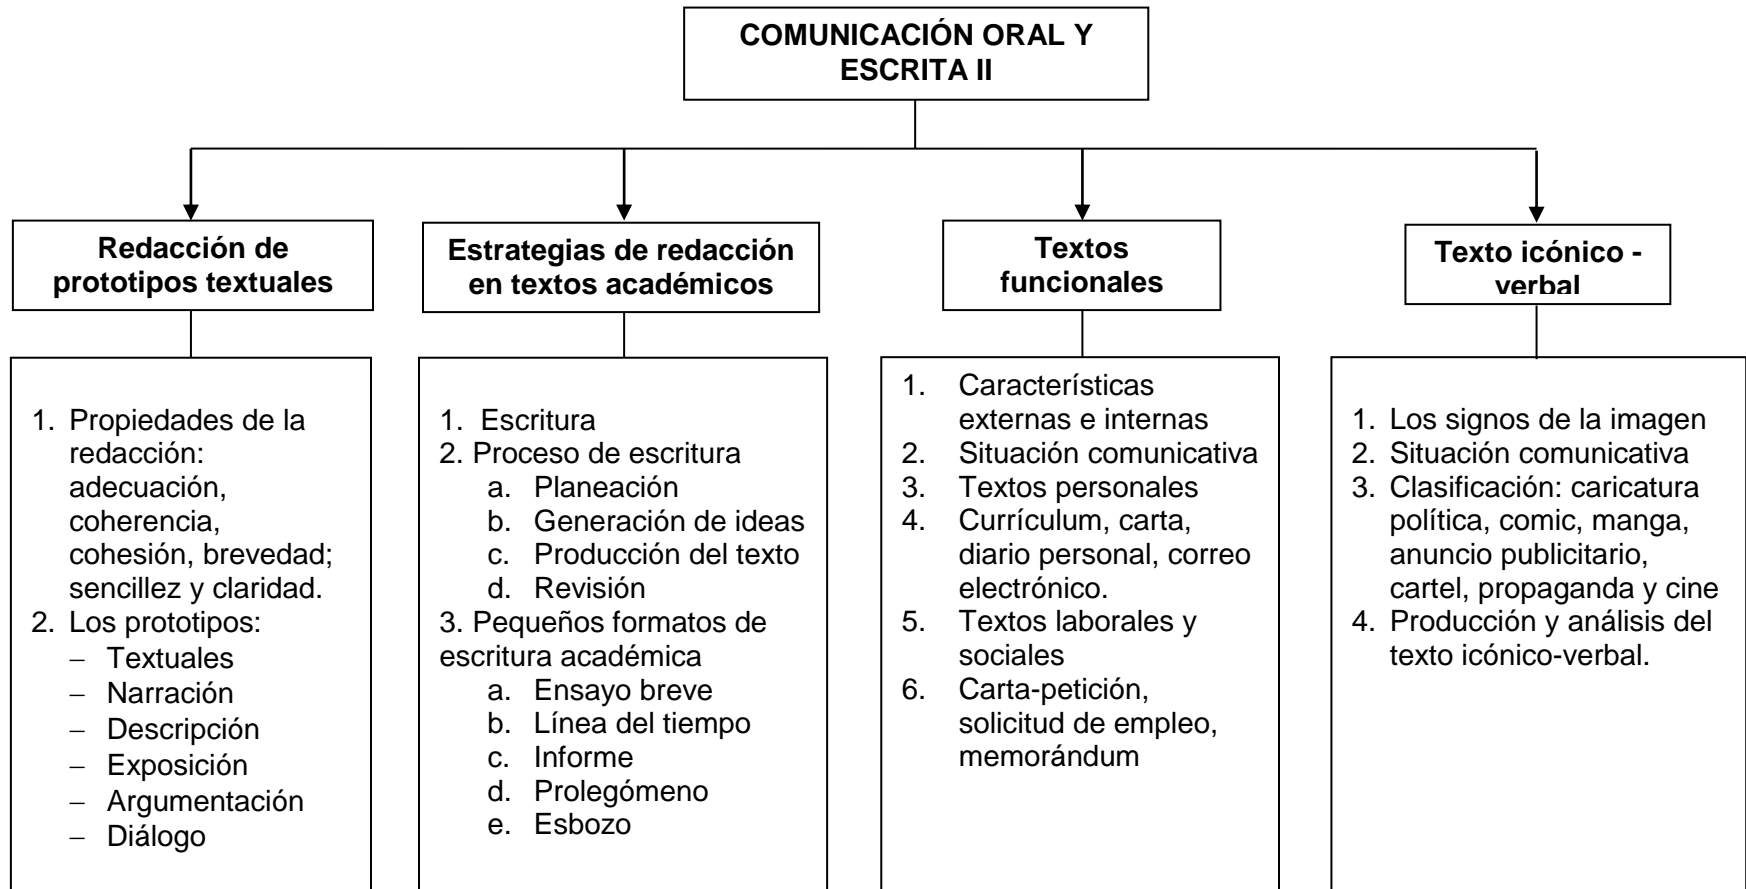 COMUNICACIÓN ORAL Y
ESCRITA II
Redacción de
prototipos textuales
Estrategias de redacción
en textos académicos
Textos
funcionales
Texto icónico -
verbal
1. Propiedades de la
redacción:
adecuación,
coherencia,
cohesión, brevedad;
sencillez y claridad.
2. Los prototipos:
– Textuales
– Narración
– Descripción
– Exposición
– Argumentación
– Diálogo
1. Escritura
2. Proceso de escritura
a. Planeación
b. Generación de ideas
c. Producción del texto
d. Revisión
3. Pequeños formatos de
escritura académica
a. Ensayo breve
b. Línea del tiempo
c. Informe
d. Prolegómeno
e. Esbozo
1. Características
externas e internas
2. Situación comunicativa
3. Textos personales
4. Currículum, carta,
diario personal, correo
electrónico.
5. Textos laborales y
sociales
6. Carta-petición,
solicitud de empleo,
memorándum
1. Los signos de la imagen
2. Situación comunicativa
3. Clasificación: caricatura
política, comic, manga,
anuncio publicitario,
cartel, propaganda y cine
4. Producción y análisis del
texto icónico-verbal.